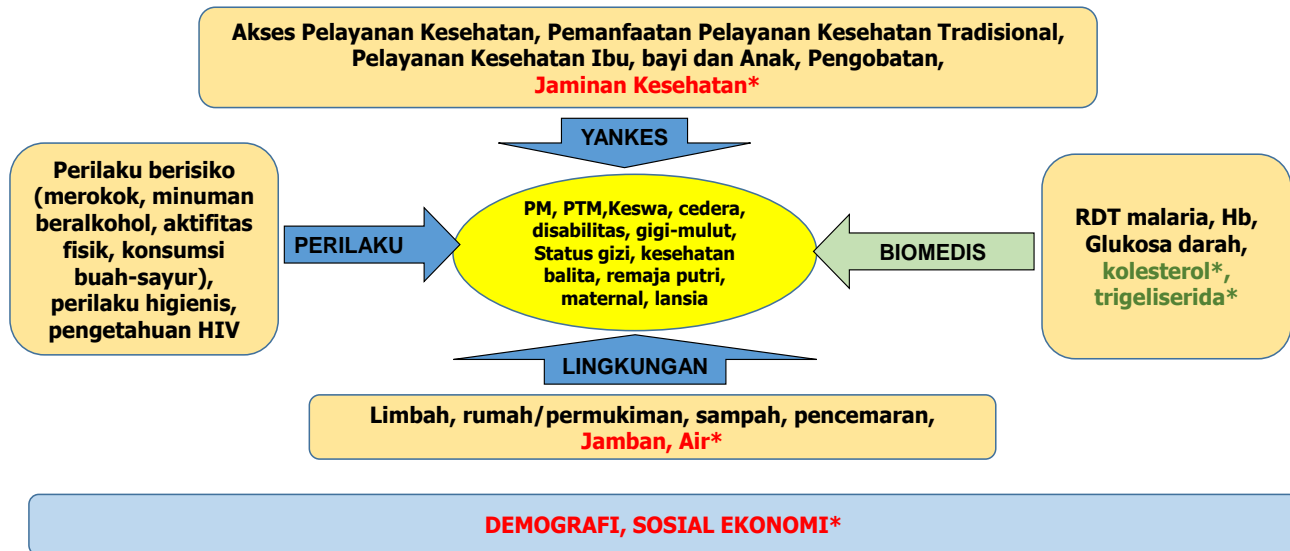 Akses Pelayanan Kesehatan, Pemanfaatan Pelayanan Kesehatan Tradisional,
Pelayanan Kesehatan Ibu, bayi dan Anak, Pengobatan,
Jaminan Kesehatan*
YANKES
Perilaku berisiko
(merokok, minuman
beralkohol, aktifitas
fisik, konsumsi
buah-sayur),
perilaku higienis,
pengetahuan HIV
PERILAKU
PM, PTM,Keswa, cedera,
disabilitas, gigi-mulut,
Status gizi, kesehatan
balita, remaja putri,
maternal, lansia
BIOMEDIS
RDT malaria, Hb,
Glukosa darah,
kolesterol*,
trigeliserida*
LINGKUNGAN
Limbah, rumah/permukiman, sampah, pencemaran,
Jamban, Air*
DEMOGRAFI, SOSIAL EKONOMI*